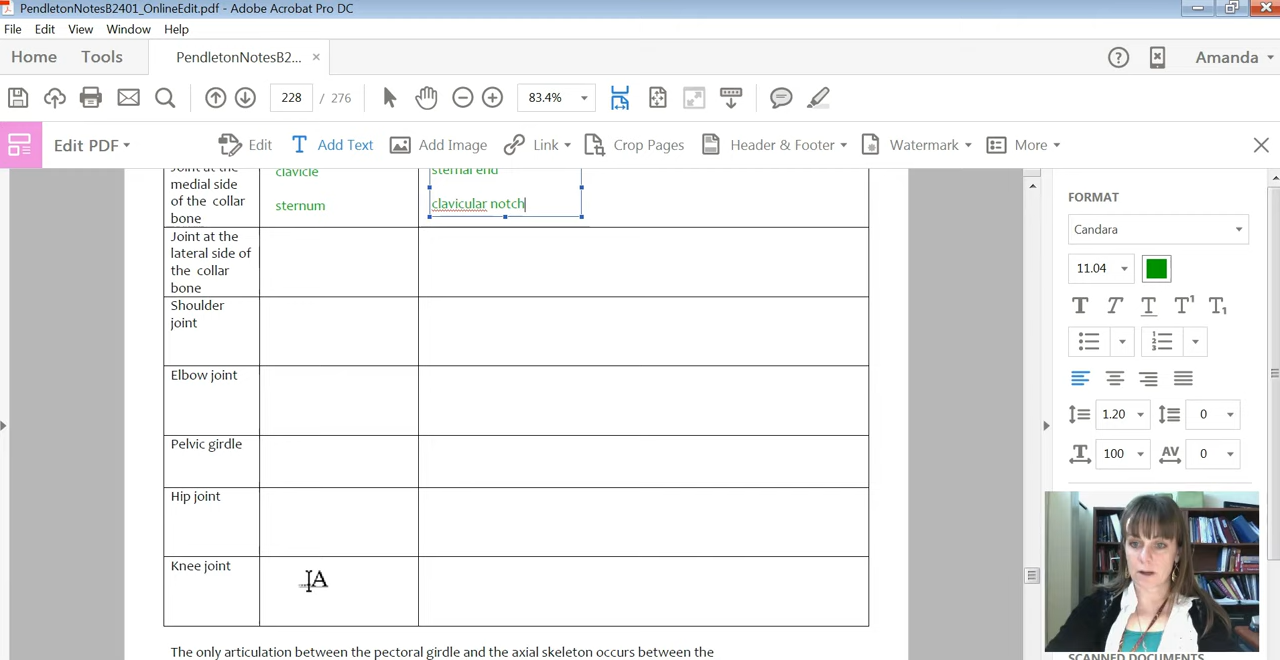 PendletonNotesB2401_OnlineEdit.pdf - Adobe Acrobat Pro DC
File Edit View Window Help
Home Tools PendletonNotesB2... × Amanda
228 / 276 83.4%
Edit PDF Edit Add Text Add Image Link Crop Pages Header & Footer Watermark More
Joint at the
medial side
of the collar
bone
clavicle
sternum
sternal end
clavicular notch
Joint at the
lateral side of
the collar
bone
Shoulder
joint
Elbow joint
Pelvic girdle
Hip joint
Knee joint
The only articulation between the pectoral girdle and the axial skeleton occurs between the
FORMAT
Candara
11.04
T T T T¹ T₁
1.20 0
100 AV 0
SCANNED DOCUMENTS